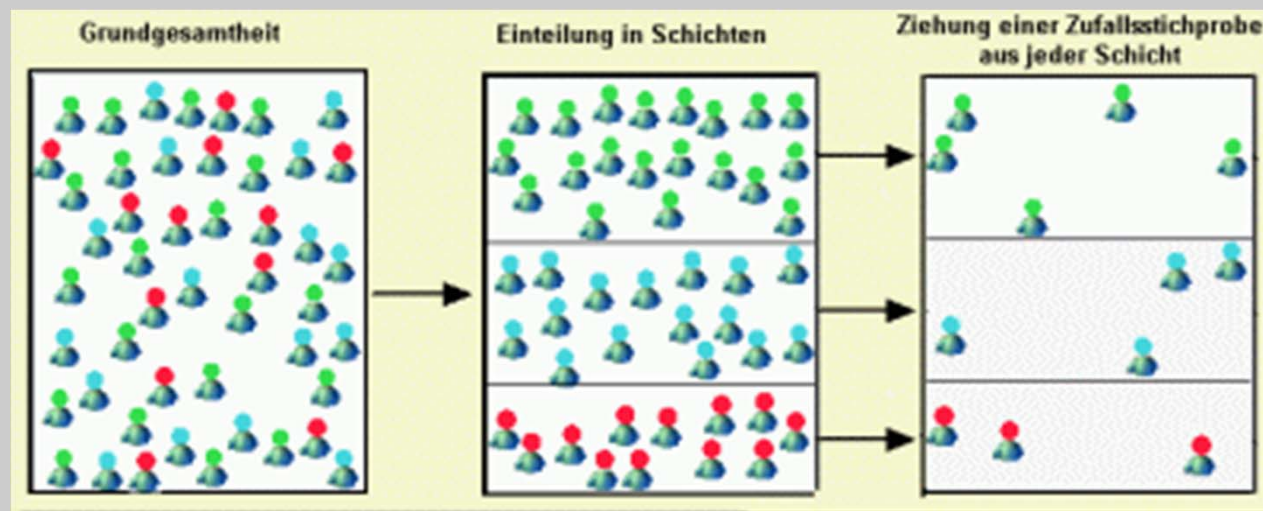 Grundgesamtheit
Einteilung in Schichten
Ziehung einer Zufallsstichprobe
aus jeder Schicht